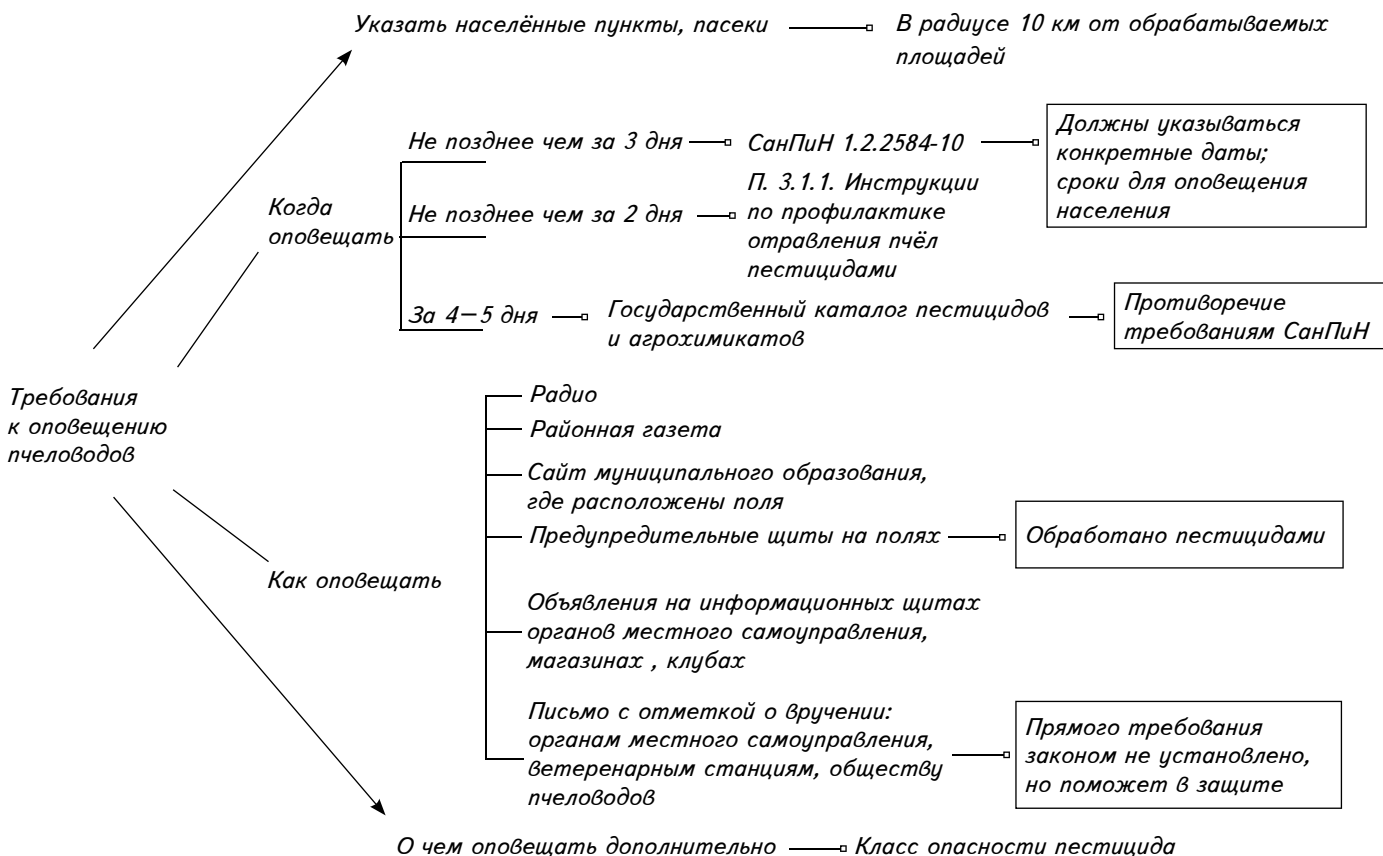 Указать населённые пункты, пасеки
В радиусе 10 км от обрабатываемых
площадей
Когда
оповещать
Не позднее чем за 3 дня
СанПиН 1.2.2584-10
Должны указываться
конкретные даты;
сроки для оповещения
населения
Не позднее чем за 2 дня
П. 3.1.1. Инструкции
по профилактике
отравления пчёл
пестицидами
За 4–5 дня
Государственный каталог пестицидов
и агрохимикатов
Противоречие
требованиям СанПиН
Требования
к оповещению
пчеловодов
Как оповещать
Радио
Районная газета
Сайт муниципального образования,
где расположены поля
Предупредительные щиты на полях
Обработано пестицидами
Объявления на информационных щитах
органов местного самоуправления,
магазинах , клубах
Письмо с отметкой о вручении:
органам местного самоуправления,
ветеренарным станциям, обществу
пчеловодов
Прямого требования
законом не установлено,
но поможет в защите
О чем оповещать дополнительно
Класс опасности пестицида